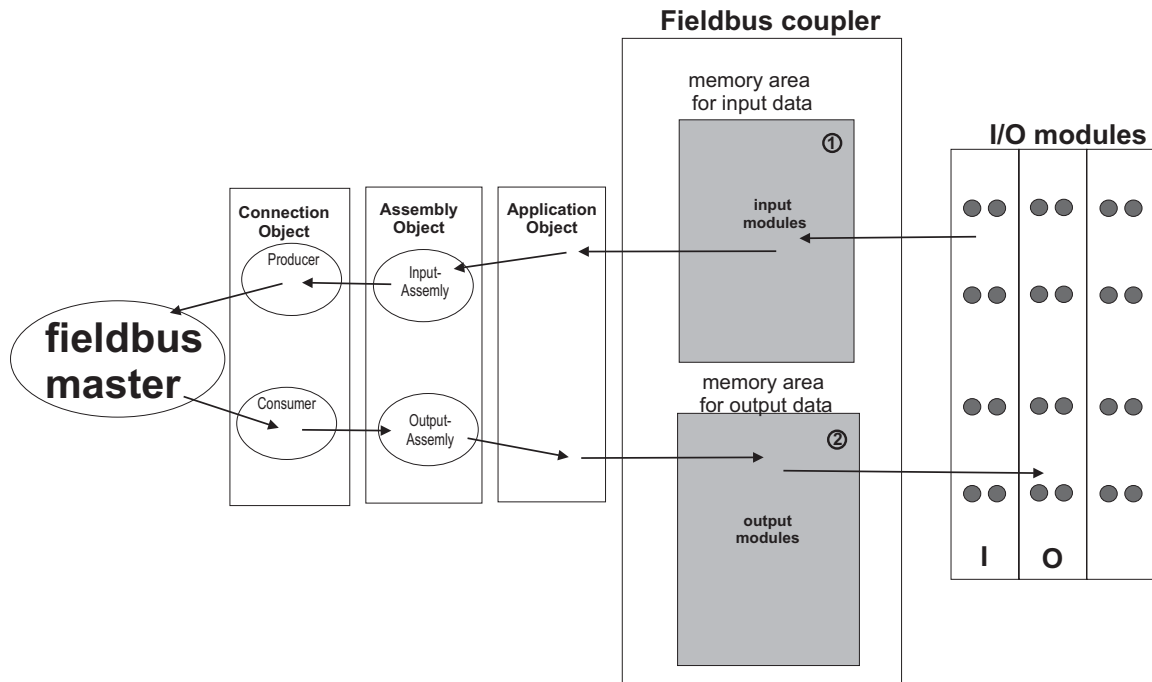 Fieldbus coupler
memory area
for input data
①
input
modules
I/O modules
Connection
Object
Assembly
Object
Application
Object
Producer
Input-
Assemly
fieldbus
master
Consumer
Output-
Assemly
memory area
for output data
②
output
modules
I
O